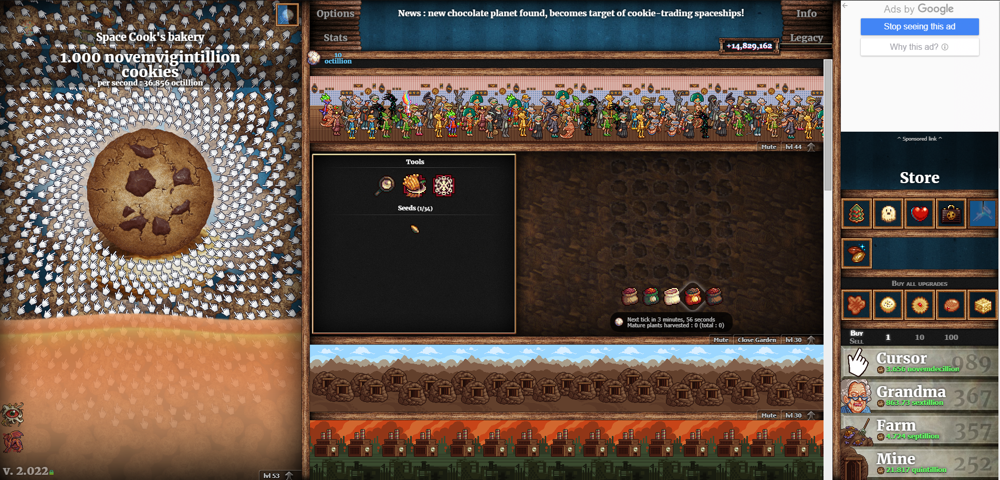 Space Cook's bakery
1.000 novemvigintillion
cookies
per second : 36.856 octillion
v. 2.022
lvl 53
Options
Stats
News : new chocolate planet found, becomes target of cookie-trading spaceships!
Info
Legacy
+14,829,162
10
octillion
Mute
lvl 44
Tools
Seeds (1/34)
Next tick in 3 minutes, 56 seconds
Mature plants harvested : 0 (total : 0)
Mute
Close Garden
lvl 30
Mute
lvl 30
Ads by Google
Stop seeing this ad
Why this ad?
^ Sponsored link ^
Store
Buy all upgrades
Buy
Sell
1
10
100
Cursor
3.656 novemdecillion
989
Grandma
863.73 sextillion
367
Farm
4.724 septillion
357
Mine
21.817 quintillion
252